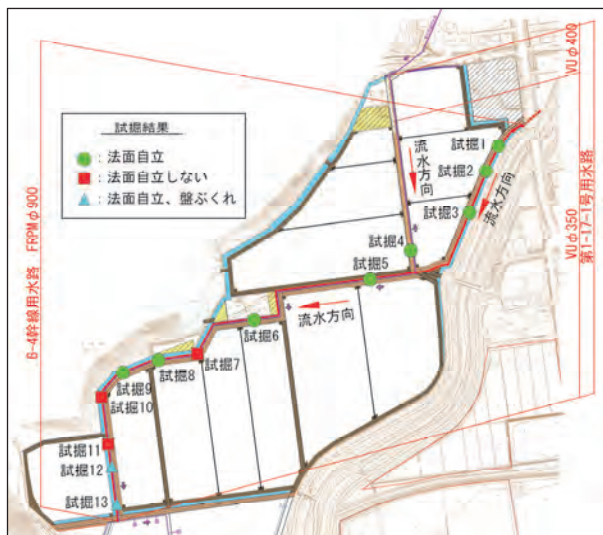 試掘結果
：法面自立
：法面自立しない
：法面自立、盤ぶくれ
6-4幹線用水路 FRPMφ900
VUφ400
VUφ350
第1-17-1号用水路
試掘1
試掘2
試掘3
流水方向
流水方向
試掘4
試掘5
試掘6
流水方向
試掘7
試掘8
試掘9
試掘10
試掘11
試掘12
試掘13